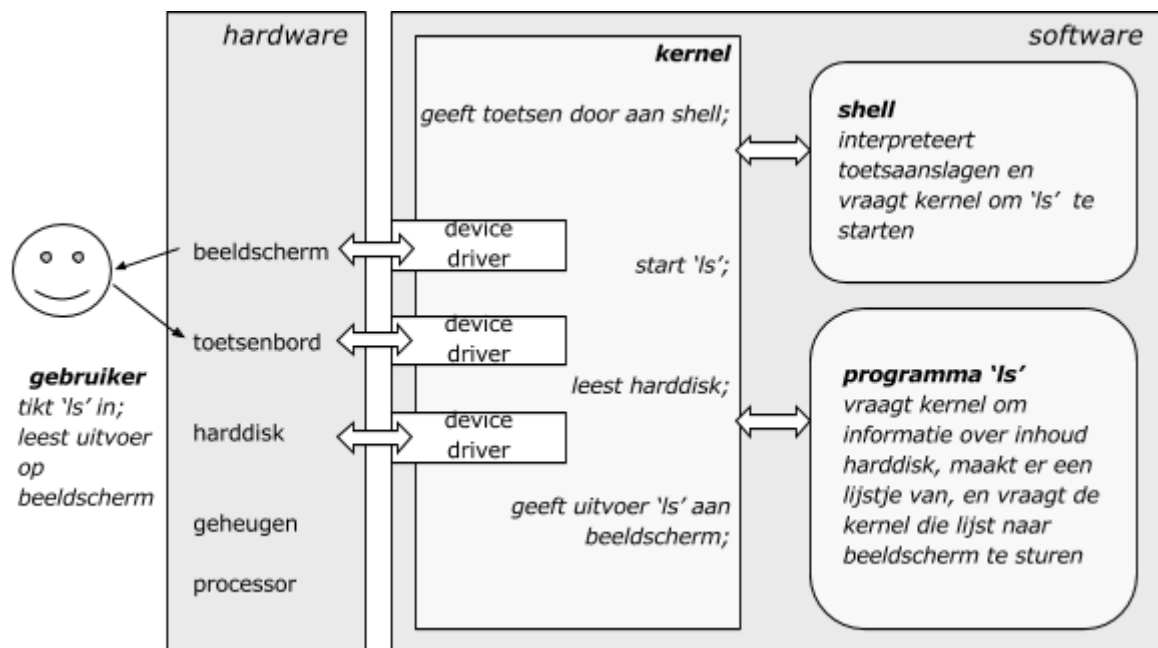 hardware
software
kernel
geeft toetsen door aan shell;
shell
interpreteert
toetsaanslagen en
vraagt kernel om ‘ls’ te
starten
beeldscherm
device
driver
start ‘ls’;
toetsenbord
device
driver
gebruiker
tikt ‘ls’ in;
leest uitvoer
op
beeldscherm
leest harddisk;
harddisk
device
driver
programma ‘ls’
vraagt kernel om
informatie over inhoud
harddisk, maakt er een
lijstje van, en vraagt de
kernel die lijst naar
beeldscherm te sturen
geeft uitvoer ‘ls’ aan
beeldscherm;
geheugen
processor